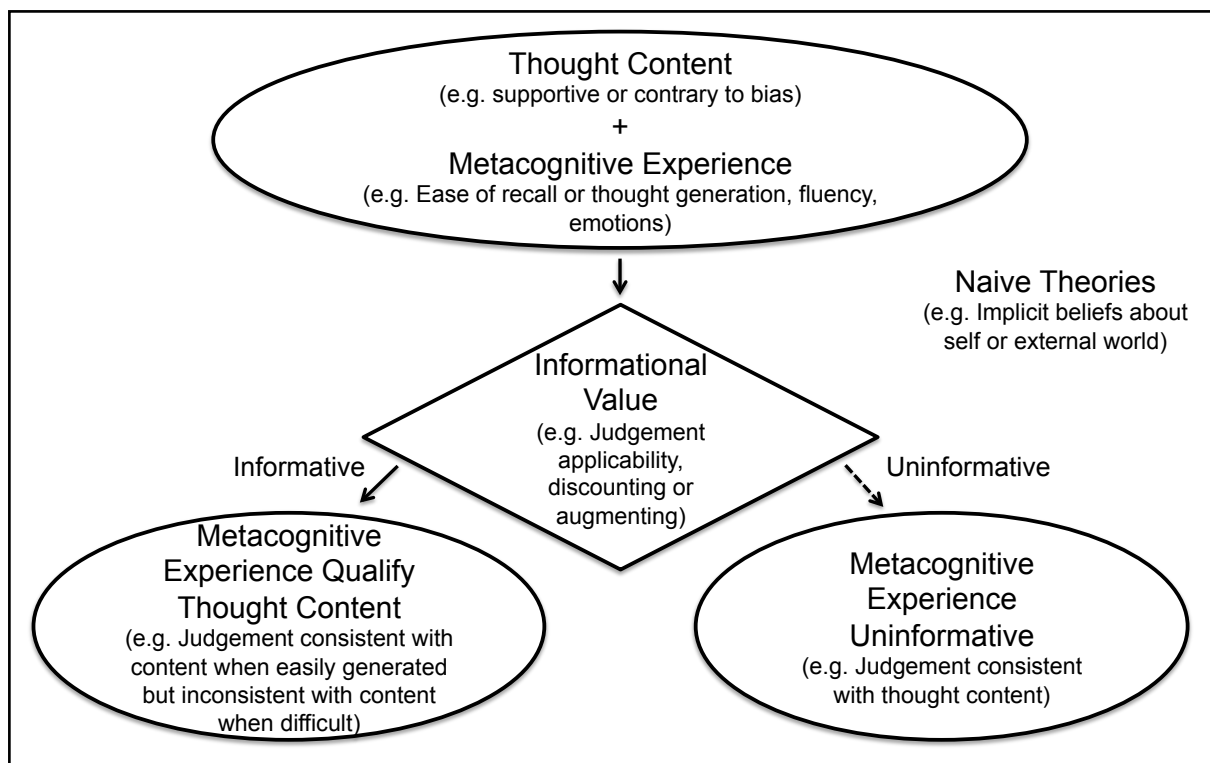 Thought Content
(e.g. supportive or contrary to bias)
+
Metacognitive Experience
(e.g. Ease of recall or thought generation, fluency,
emotions)
Naive Theories
(e.g. Implicit beliefs about
self or external world)
Informational
Value
(e.g. Judgement
applicability,
discounting or
augmenting)
Informative
Uninformative
Metacognitive
Experience Qualify
Thought Content
(e.g. Judgement consistent with
content when easily generated
but inconsistent with content
when difficult)
Metacognitive
Experience
Uninformative
(e.g. Judgement consistent
with thought content)